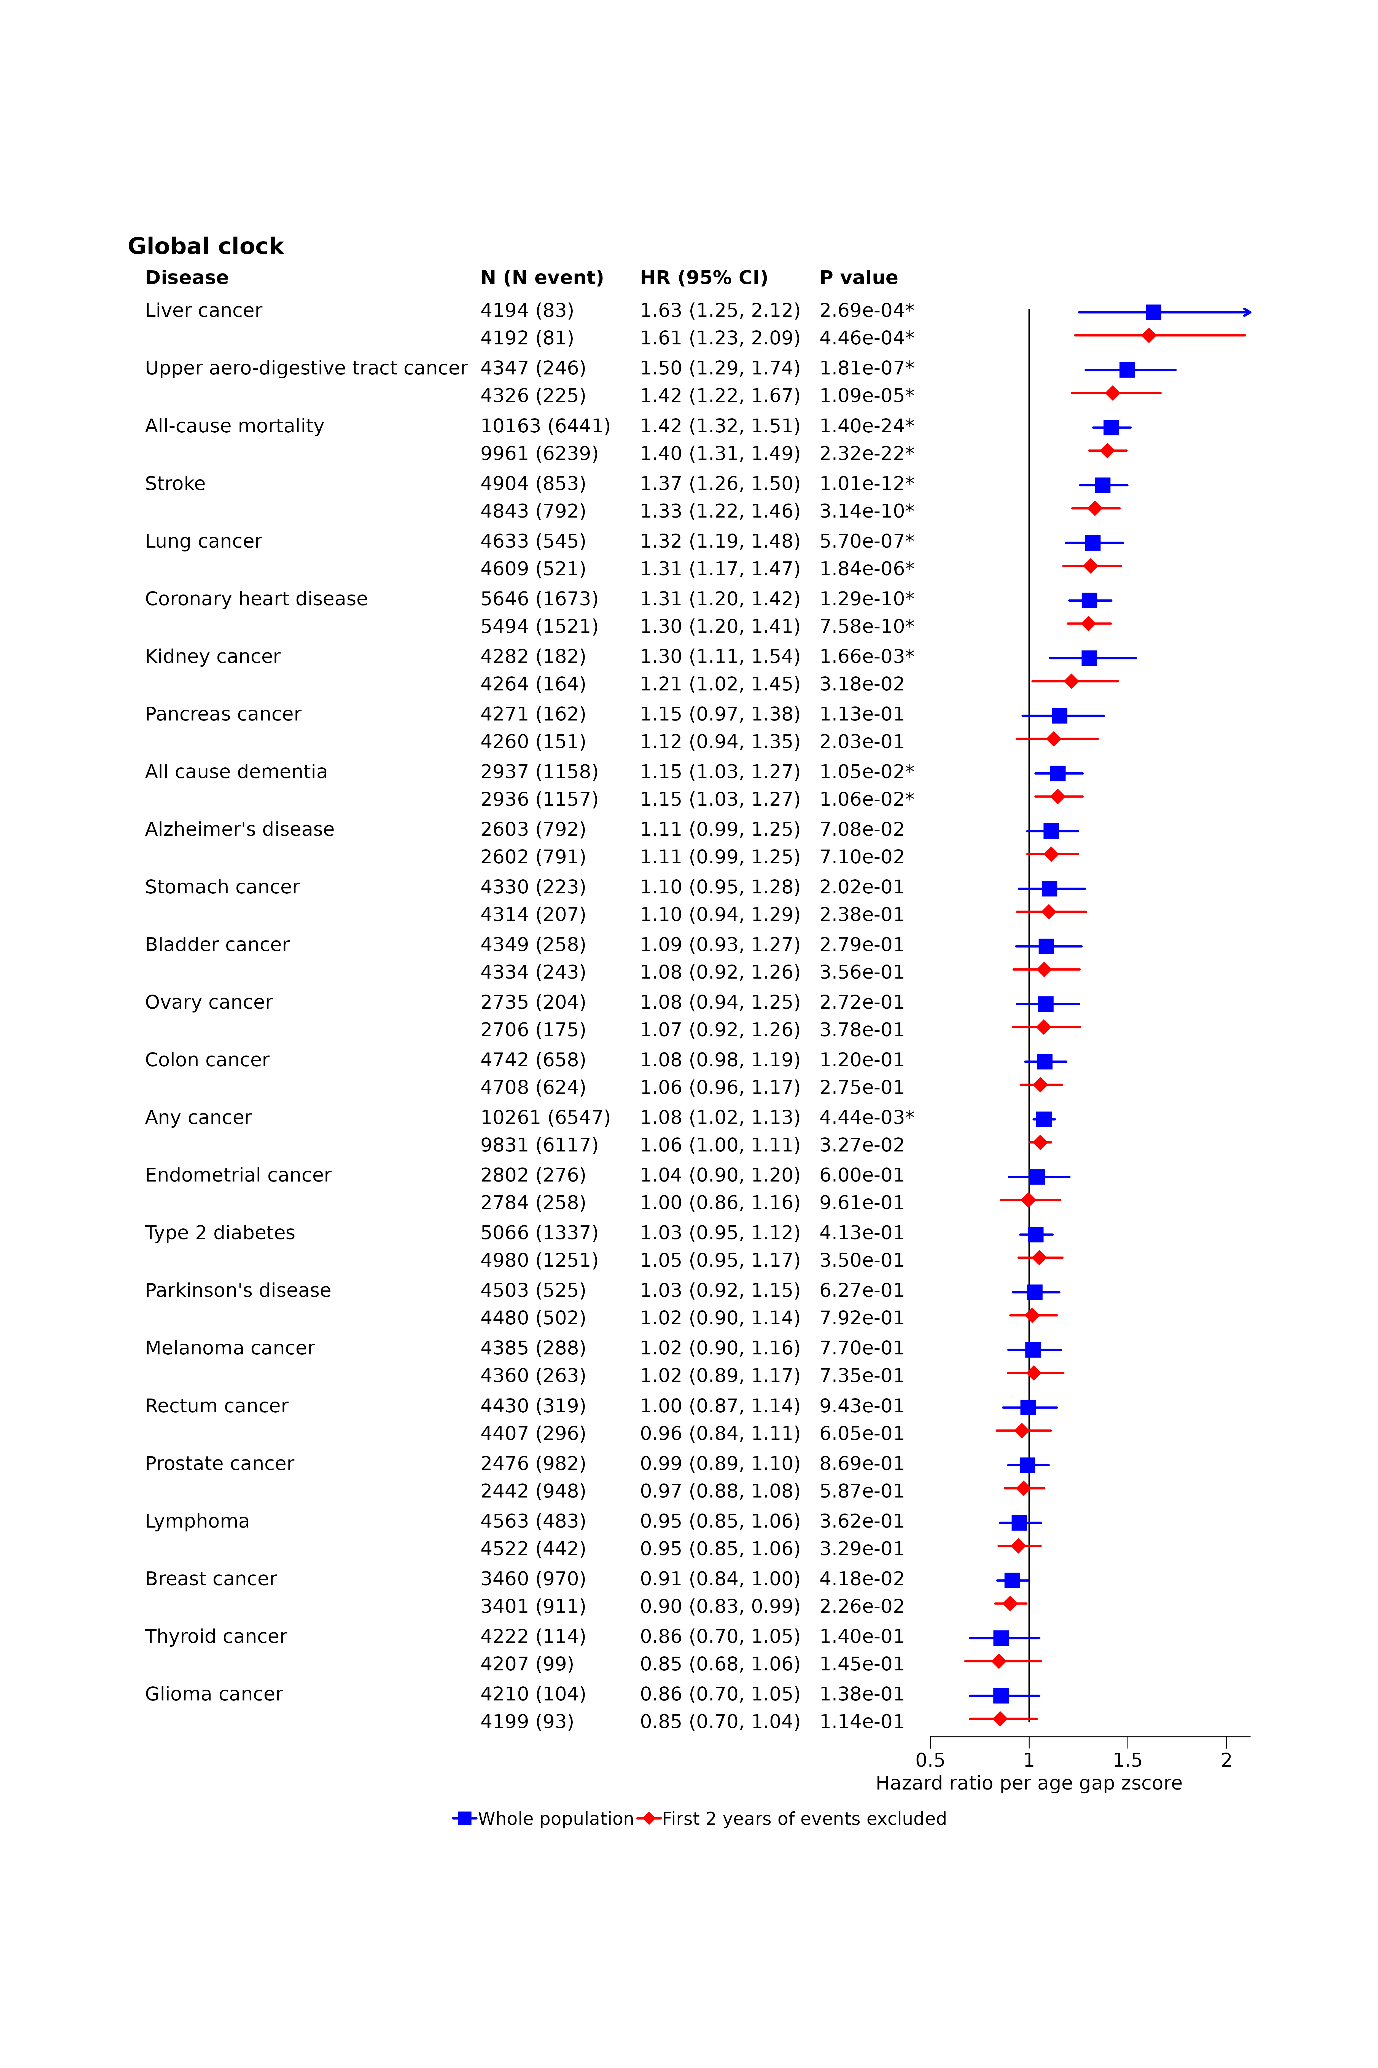 Global clock
Disease N (N event) HR (95% CI) P value
Liver cancer 4194 (83) 1.63 (1.25, 2.12) 2.69e-04*
4192 (81) 1.61 (1.23, 2.09) 4.46e-04*
Upper aero-digestive tract cancer 4347 (246) 1.50 (1.29, 1.74) 1.81e-07*
4326 (225) 1.42 (1.22, 1.67) 1.09e-05*
All-cause mortality 10163 (6441) 1.42 (1.32, 1.51) 1.40e-24*
9961 (6239) 1.40 (1.31, 1.49) 2.32e-22*
Stroke 4904 (853) 1.37 (1.26, 1.50) 1.01e-12*
4843 (792) 1.33 (1.22, 1.46) 3.14e-10*
Lung cancer 4633 (545) 1.32 (1.19, 1.48) 5.70e-07*
4609 (521) 1.31 (1.17, 1.47) 1.84e-06*
Coronary heart disease 5646 (1673) 1.31 (1.20, 1.42) 1.29e-10*
5494 (1521) 1.30 (1.20, 1.41) 7.58e-10*
Kidney cancer 4282 (182) 1.30 (1.11, 1.54) 1.66e-03*
4264 (164) 1.21 (1.02, 1.45) 3.18e-02
Pancreas cancer 4271 (162) 1.15 (0.97, 1.38) 1.13e-01
4260 (151) 1.12 (0.94, 1.35) 2.03e-01
All cause dementia 2937 (1158) 1.15 (1.03, 1.27) 1.05e-02*
2936 (1157) 1.15 (1.03, 1.27) 1.06e-02*
Alzheimer's disease 2603 (792) 1.11 (0.99, 1.25) 7.08e-02
2602 (791) 1.11 (0.99, 1.25) 7.10e-02
Stomach cancer 4330 (223) 1.10 (0.95, 1.28) 2.02e-01
4314 (207) 1.10 (0.94, 1.29) 2.38e-01
Bladder cancer 4349 (258) 1.09 (0.93, 1.27) 2.79e-01
4334 (243) 1.08 (0.92, 1.26) 3.56e-01
Ovary cancer 2735 (204) 1.08 (0.94, 1.25) 2.72e-01
2706 (175) 1.07 (0.92, 1.26) 3.78e-01
Colon cancer 4742 (658) 1.08 (0.98, 1.19) 1.20e-01
4708 (624) 1.06 (0.96, 1.17) 2.75e-01
Any cancer 10261 (6547) 1.08 (1.02, 1.13) 4.44e-03*
9831 (6117) 1.06 (1.00, 1.11) 3.27e-02
Endometrial cancer 2802 (276) 1.04 (0.90, 1.20) 6.00e-01
2784 (258) 1.00 (0.86, 1.16) 9.61e-01
Type 2 diabetes 5066 (1337) 1.03 (0.95, 1.12) 4.13e-01
4980 (1251) 1.05 (0.95, 1.17) 3.50e-01
Parkinson's disease 4503 (525) 1.03 (0.92, 1.15) 6.27e-01
4480 (502) 1.02 (0.90, 1.14) 7.92e-01
Melanoma cancer 4385 (288) 1.02 (0.90, 1.16) 7.70e-01
4360 (263) 1.02 (0.89, 1.17) 7.35e-01
Rectum cancer 4430 (319) 1.00 (0.87, 1.14) 9.43e-01
4407 (296) 0.96 (0.84, 1.11) 6.05e-01
Prostate cancer 2476 (982) 0.99 (0.89, 1.10) 8.69e-01
2442 (948) 0.97 (0.88, 1.08) 5.87e-01
Lymphoma 4563 (483) 0.95 (0.85, 1.06) 3.62e-01
4522 (442) 0.95 (0.85, 1.06) 3.29e-01
Breast cancer 3460 (970) 0.91 (0.84, 1.00) 4.18e-02
3401 (911) 0.90 (0.83, 0.99) 2.26e-02
Thyroid cancer 4222 (114) 0.86 (0.70, 1.05) 1.40e-01
4207 (99) 0.85 (0.68, 1.06) 1.45e-01
Glioma cancer 4210 (104) 0.86 (0.70, 1.05) 1.38e-01
4199 (93) 0.85 (0.70, 1.04) 1.14e-01
0.5 1 1.5 2
Hazard ratio per age gap zscore
Whole population First 2 years of events excluded